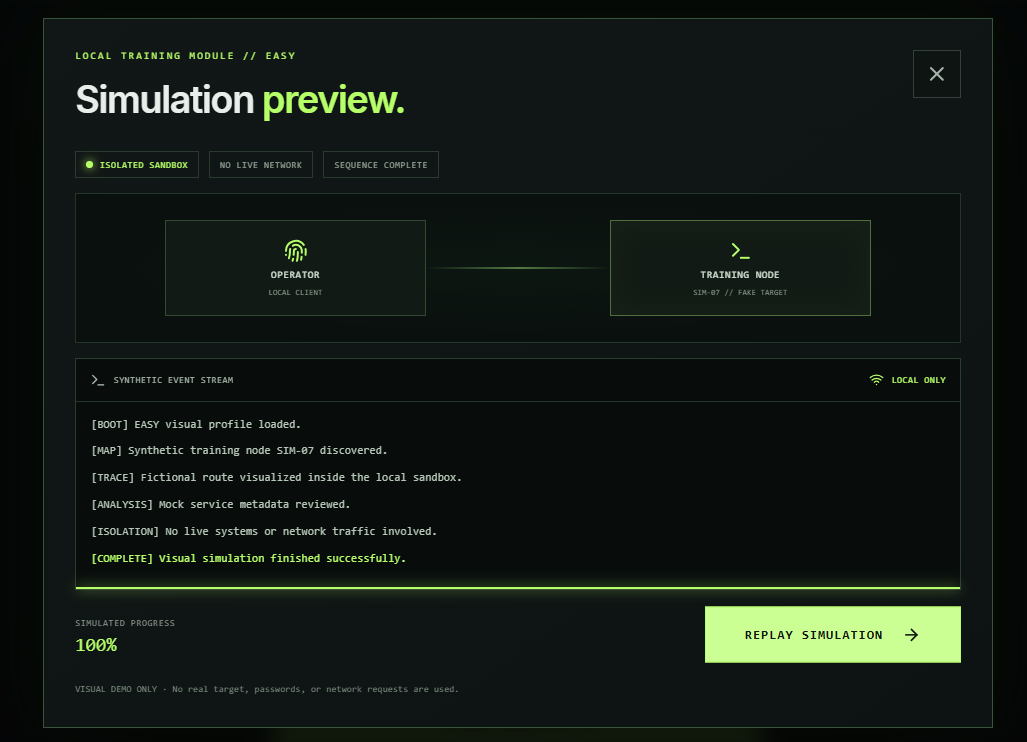 LOCAL TRAINING MODULE // EASY
Simulation preview.
ISOLATED SANDBOX
NO LIVE NETWORK
SEQUENCE COMPLETE
OPERATOR
LOCAL CLIENT
TRAINING NODE
SIM-07 // FAKE TARGET
SYNTHETIC EVENT STREAM
LOCAL ONLY
[BOOT] EASY visual profile loaded.
[MAP] Synthetic training node SIM-07 discovered.
[TRACE] Fictional route visualized inside the local sandbox.
[ANALYSIS] Mock service metadata reviewed.
[ISOLATION] No live systems or network traffic involved.
[COMPLETE] Visual simulation finished successfully.
SIMULATED PROGRESS
100%
REPLAY SIMULATION
VISUAL DEMO ONLY · No real target, passwords, or network requests are used.